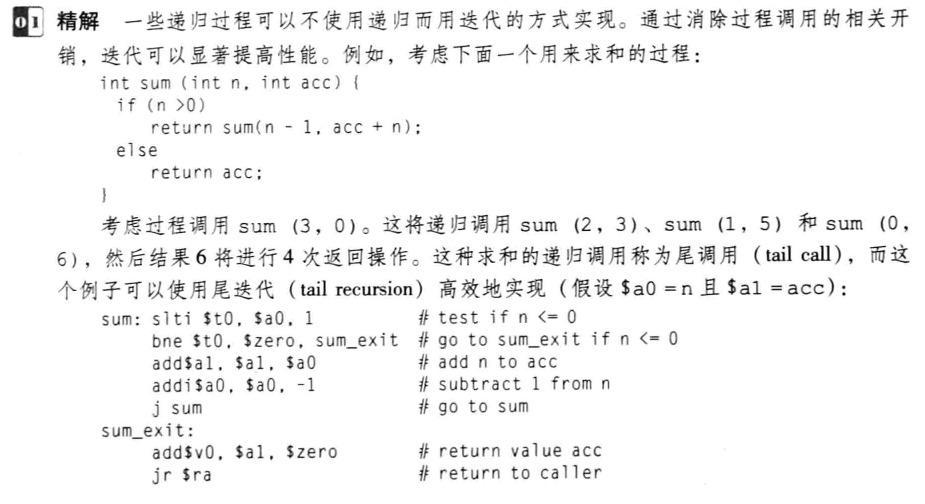 01 精解 一些递归过程可以不使用递归而用迭代的方式实现。通过消除过程调用的相关开
销，迭代可以显著提高性能。例如，考虑下面一个用来求和的过程：
int sum (int n, int acc) {
if (n >0)
return sum(n - 1, acc + n);
else
return acc;
}
考虑过程调用 sum (3, 0)。这将递归调用 sum (2, 3)、sum (1, 5) 和 sum (0,
6)，然后结果 6 将进行 4 次返回操作。这种求和的递归调用称为尾调用 (tail call)，而这
个例子可以使用尾迭代 (tail recursion) 高效地实现 (假设 $a0 =n 且 $a1 =acc)：
sum: slti $t0, $a0, 1 # test if n <= 0
bne $t0, $zero, sum_exit # go to sum_exit if n <= 0
add$a1, $a1, $a0 # add n to acc
addi$a0, $a0, -1 # subtract 1 from n
j sum # go to sum
sum_exit:
add$v0, $a1, $zero # return value acc
jr $ra # return to caller